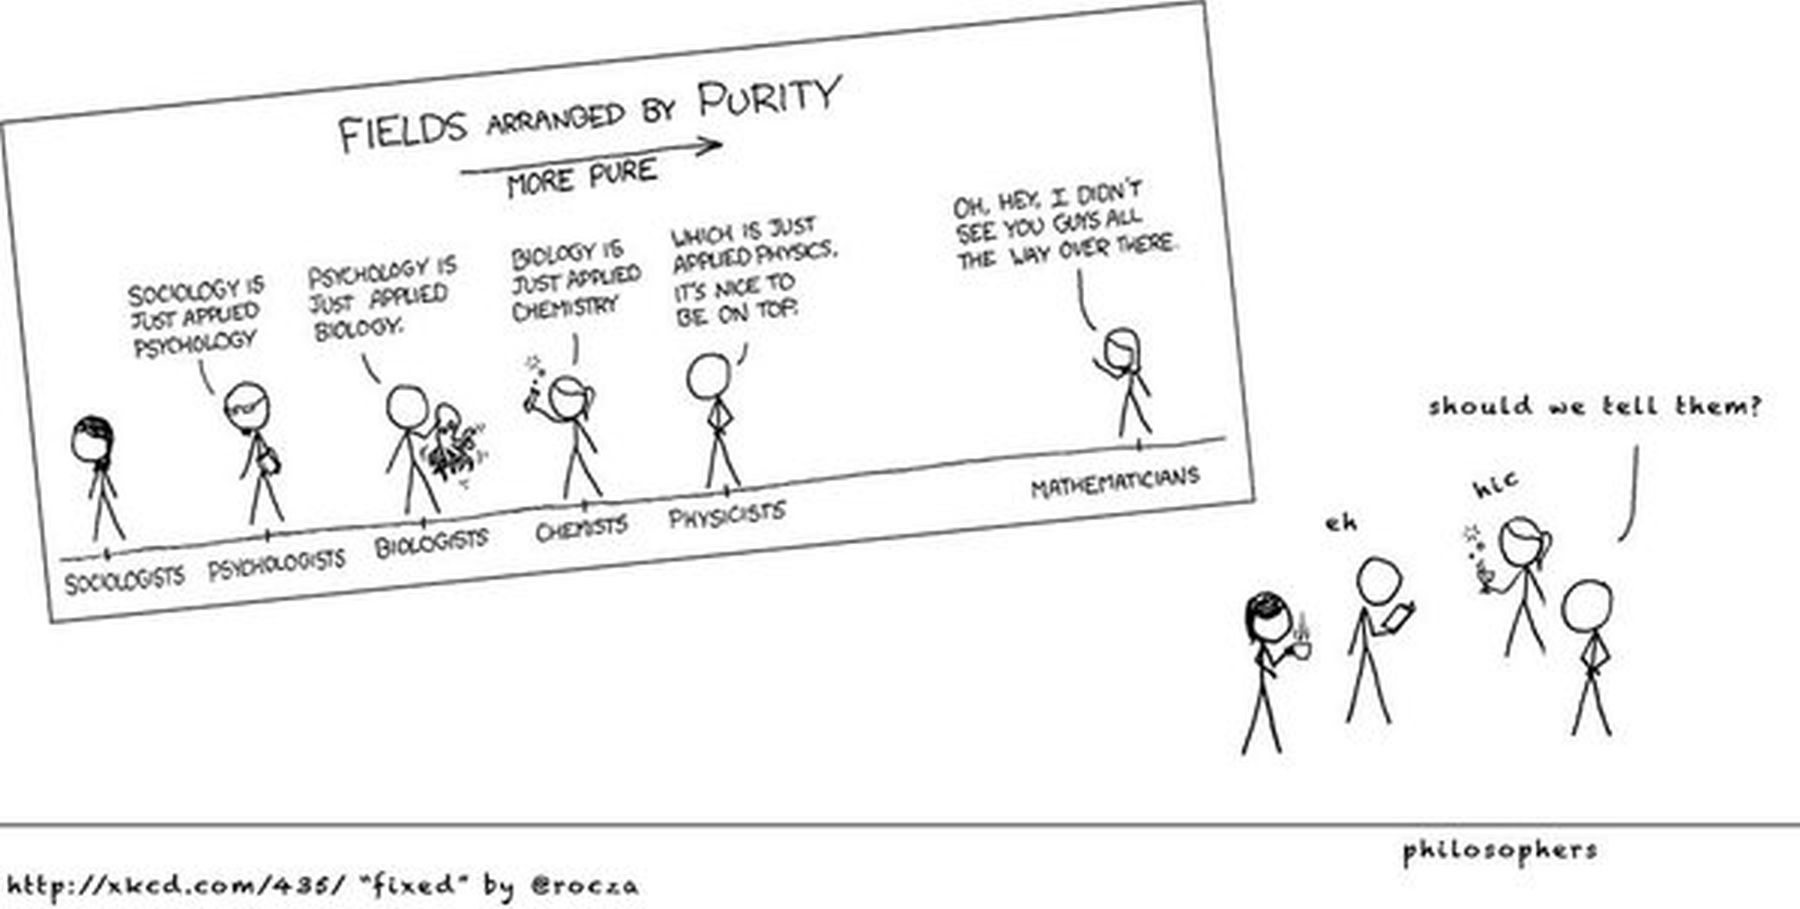 FIELDS ARRANGED BY PURITY
MORE PURE
SOCIOLOGY IS
JUST APPLIED
PSYCHOLOGY
PSYCHOLOGY IS
JUST APPLIED
BIOLOGY.
BIOLOGY IS
JUST APPLIED
CHEMISTRY
WHICH IS JUST
APPLIED PHYSICS.
IT'S NICE TO
BE ON TOP.
OH, HEY, I DIDN'T
SEE YOU GUYS ALL
THE WAY OVER THERE.
SOCIOLOGISTS
PSYCHOLOGISTS
BIOLOGISTS
CHEMISTS
PHYSICISTS
MATHEMATICIANS
should we tell them?
hic
eh
philosophers
http://xkcd.com/435/ "fixed" by @rocza